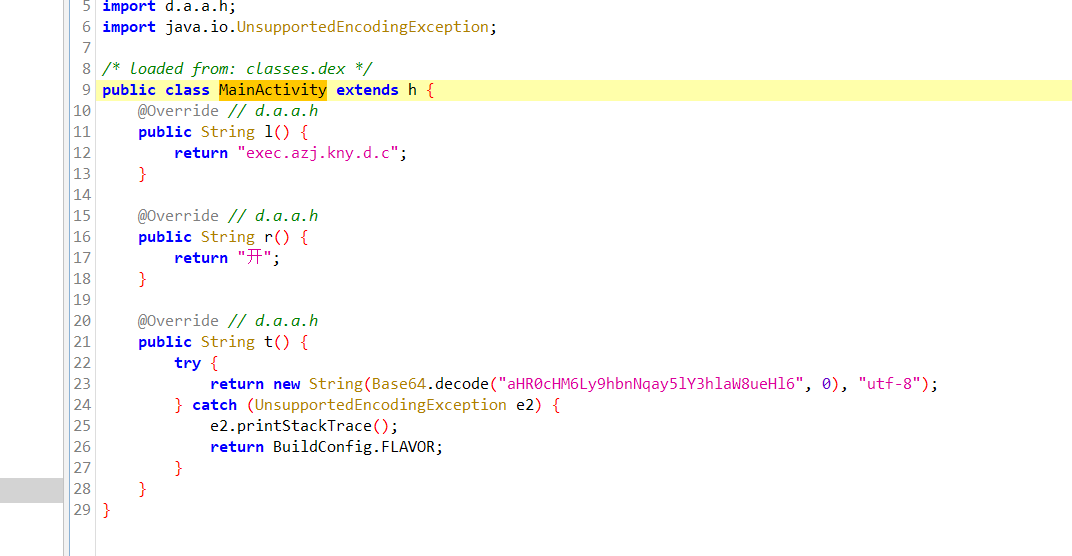 5 import d.a.a.h;
6 import java.io.UnsupportedEncodingException;
7
8 /* loaded from: classes.dex */
9 public class MainActivity extends h {
10     @Override // d.a.a.h
11     public String l() {
12         return "exec.azj.kny.d.c";
13     }
14
15     @Override // d.a.a.h
16     public String r() {
17         return "开";
18     }
19
20     @Override // d.a.a.h
21     public String t() {
22         try {
23             return new String(Base64.decode("aHR0cHM6Ly9hbnNqay5lY3hlaW8ueHl6", 0), "utf-8");
24         } catch (UnsupportedEncodingException e2) {
25             e2.printStackTrace();
26             return BuildConfig.FLAVOR;
27         }
28     }
29 }